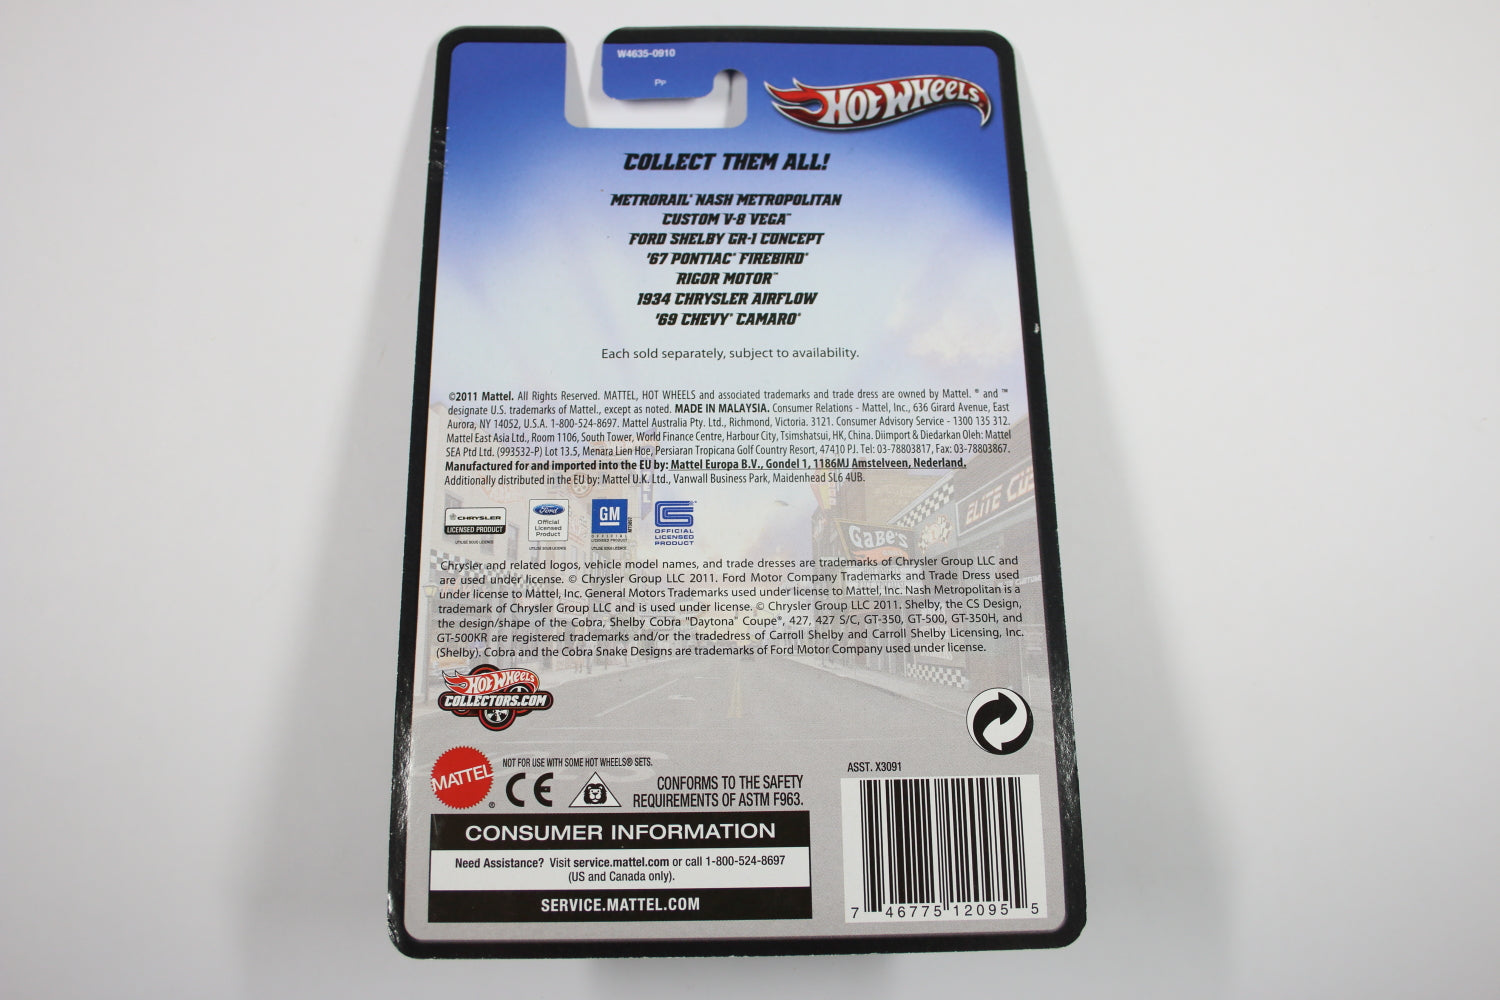 W4635-0910
PP
HOT WHEELS
COLLECT THEM ALL!
METRORAIL® NASH METROPOLITAN
CUSTOM V-8 VEGA™
FORD SHELBY GR-1 CONCEPT
'67 PONTIAC® FIREBIRD®
RIGOR MOTOR™
1934 CHRYSLER AIRFLOW
'69 CHEVY® CAMARO®
Each sold separately, subject to availability.
©2011 Mattel. All Rights Reserved. MATTEL, HOT WHEELS and associated trademarks and trade dress are owned by Mattel. ® and ™
designate U.S. trademarks of Mattel., except as noted. MADE IN MALAYSIA. Consumer Relations - Mattel, Inc., 636 Girard Avenue, East
Aurora, NY 14052, U.S.A. 1-800-524-8697. Mattel Australia Pty. Ltd., Richmond, Victoria. 3121. Consumer Advisory Service - 1300 135 312.
Mattel East Asia Ltd., Room 1106, South Tower, World Finance Centre, Harbour City, Tsimshatsui, HK, China. Diimport & Diedarkan Oleh: Mattel
SEA Ptd Ltd. (993532-P) Lot 13.5, Menara Lien Hoe, Persiaran Tropicana Golf Country Resort, 47410 PJ. Tel: 03-78803817, Fax: 03-78803867.
Manufactured for and imported into the EU by: Mattel Europa B.V., Gondel 1, 1186MJ Amstelveen, Nederland.
Additionally distributed in the EU by: Mattel U.K. Ltd., Vanwall Business Park, Maidenhead SL6 4UB.
CHRYSLER
LICENSED PRODUCT
Ford
Official
Licensed
Product
GM
OFFICIAL
LICENSED PRODUCT
OFFICIAL
LICENSED
PRODUCT
GaBe's
ELITE CUS
Chrysler and related logos, vehicle model names, and trade dresses are trademarks of Chrysler Group LLC and
are used under license. © Chrysler Group LLC 2011. Ford Motor Company Trademarks and Trade Dress used
under license to Mattel, Inc. General Motors Trademarks used under license to Mattel, Inc. Nash Metropolitan is a
trademark of Chrysler Group LLC and is used under license. © Chrysler Group LLC 2011. Shelby, the CS Design,
the design/shape of the Cobra, Shelby Cobra "Daytona" Coupe®, 427, 427 S/C, GT-350, GT-500, GT-350H, and
GT-500KR are registered trademarks and/or the tradedress of Carroll Shelby and Carroll Shelby Licensing, Inc.
(Shelby). Cobra and the Cobra Snake Designs are trademarks of Ford Motor Company used under license.
HOT WHEELS
COLLECTORS.COM
MATTEL®
NOT FOR USE WITH SOME HOT WHEELS® SETS.
CE
CONFORMS TO THE SAFETY
REQUIREMENTS OF ASTM F963.
ASST. X3091
CONSUMER INFORMATION
Need Assistance? Visit service.mattel.com or call 1-800-524-8697
(US and Canada only).
SERVICE.MATTEL.COM
7 46775 12095 5